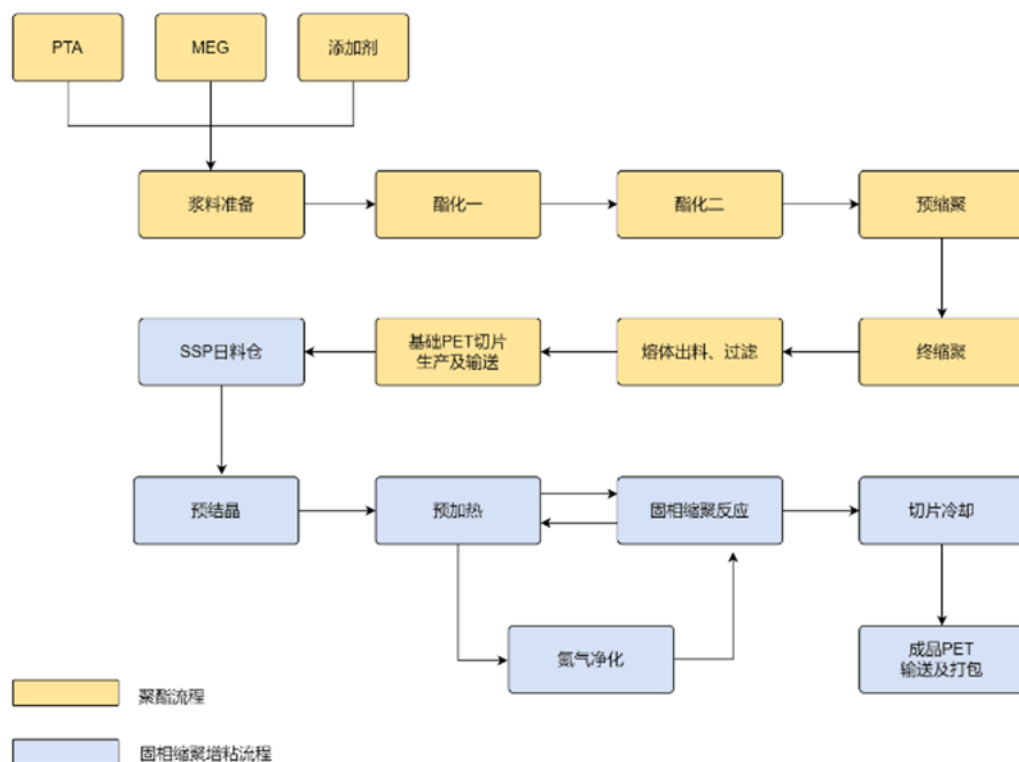 PTA
MEG
添加剂
浆料准备
酯化一
酯化二
预缩聚
SSP日料仓
基础PET切片
生产及输送
熔体出料、过滤
终缩聚
预结晶
预加热
固相缩聚反应
切片冷却
氮气净化
成品PET
输送及打包
聚酯流程
固相缩聚增粘流程